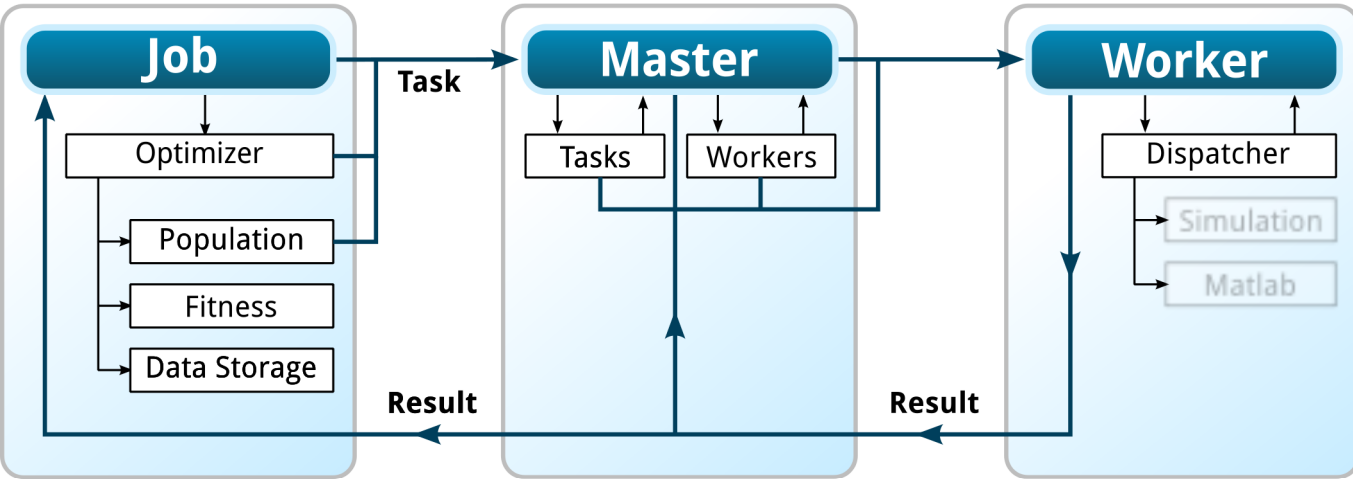 Job
Task
Master
Worker
Optimizer
Population
Fitness
Data Storage
Tasks
Workers
Dispatcher
Simulation
Matlab
Result
Result